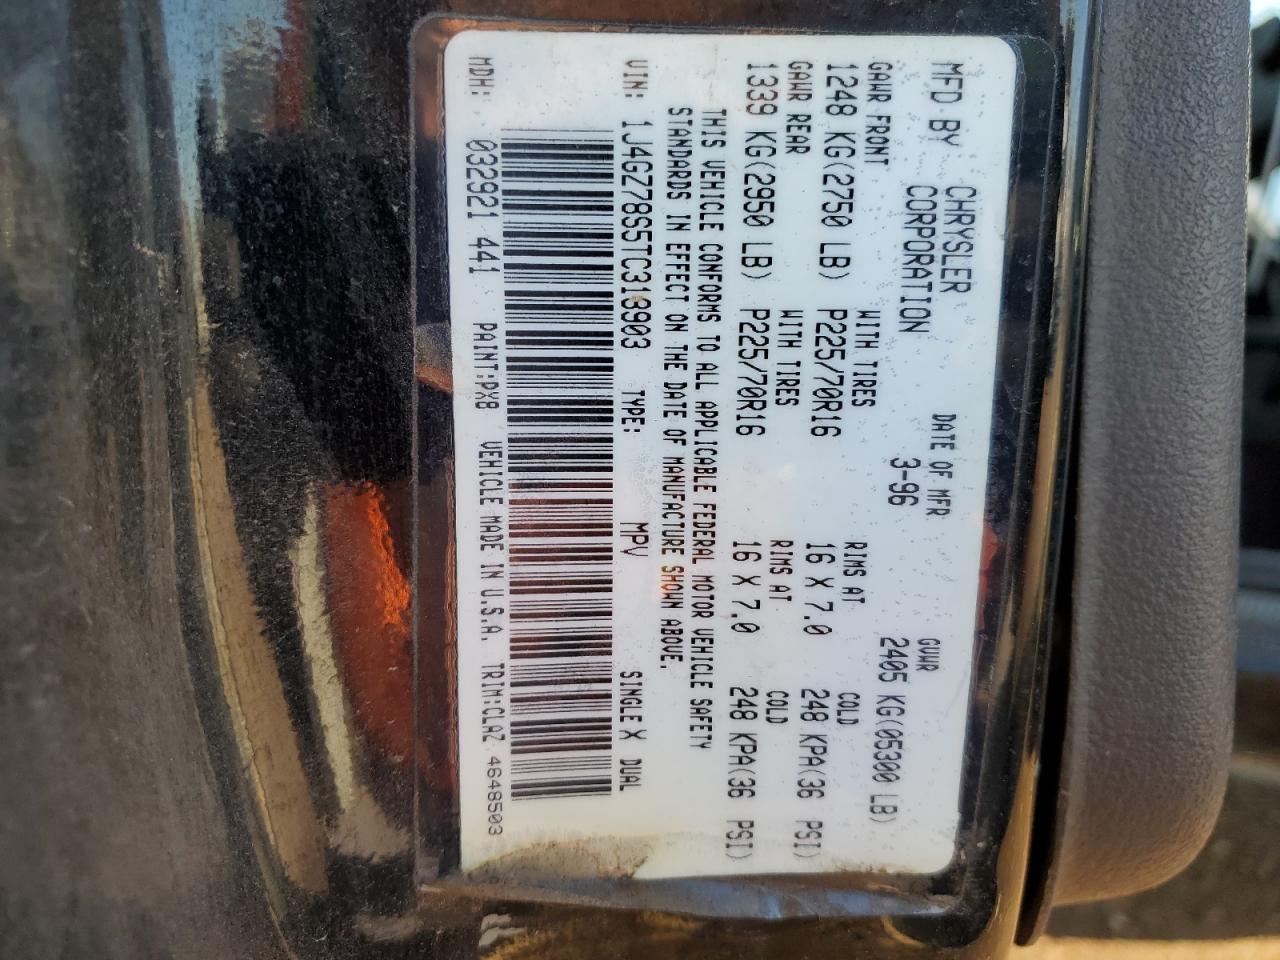 MFD BY CHRYSLER CORPORATION DATE OF MFR 3-96 GVWR 2405 KG(05300 LB)
GAWR FRONT WITH TIRES RIMS AT COLD
1248 KG(2750 LB) P225/70R16 16 X 7.0 248 KPA(36 PSI)
GAWR REAR WITH TIRES RIMS AT COLD
1339 KG(2950 LB) P225/70R16 16 X 7.0 248 KPA(36 PSI)
THIS VEHICLE CONFORMS TO ALL APPLICABLE FEDERAL MOTOR VEHICLE SAFETY
STANDARDS IN EFFECT ON THE DATE OF MANUFACTURE SHOWN ABOVE.
VIN: 1J4GZ78S5TC319903 TYPE: MPV SINGLE X DUAL
MDH: 032921 441 PAINT:PX8 VEHICLE MADE IN U.S.A. TRIM:CLAZ 4648503